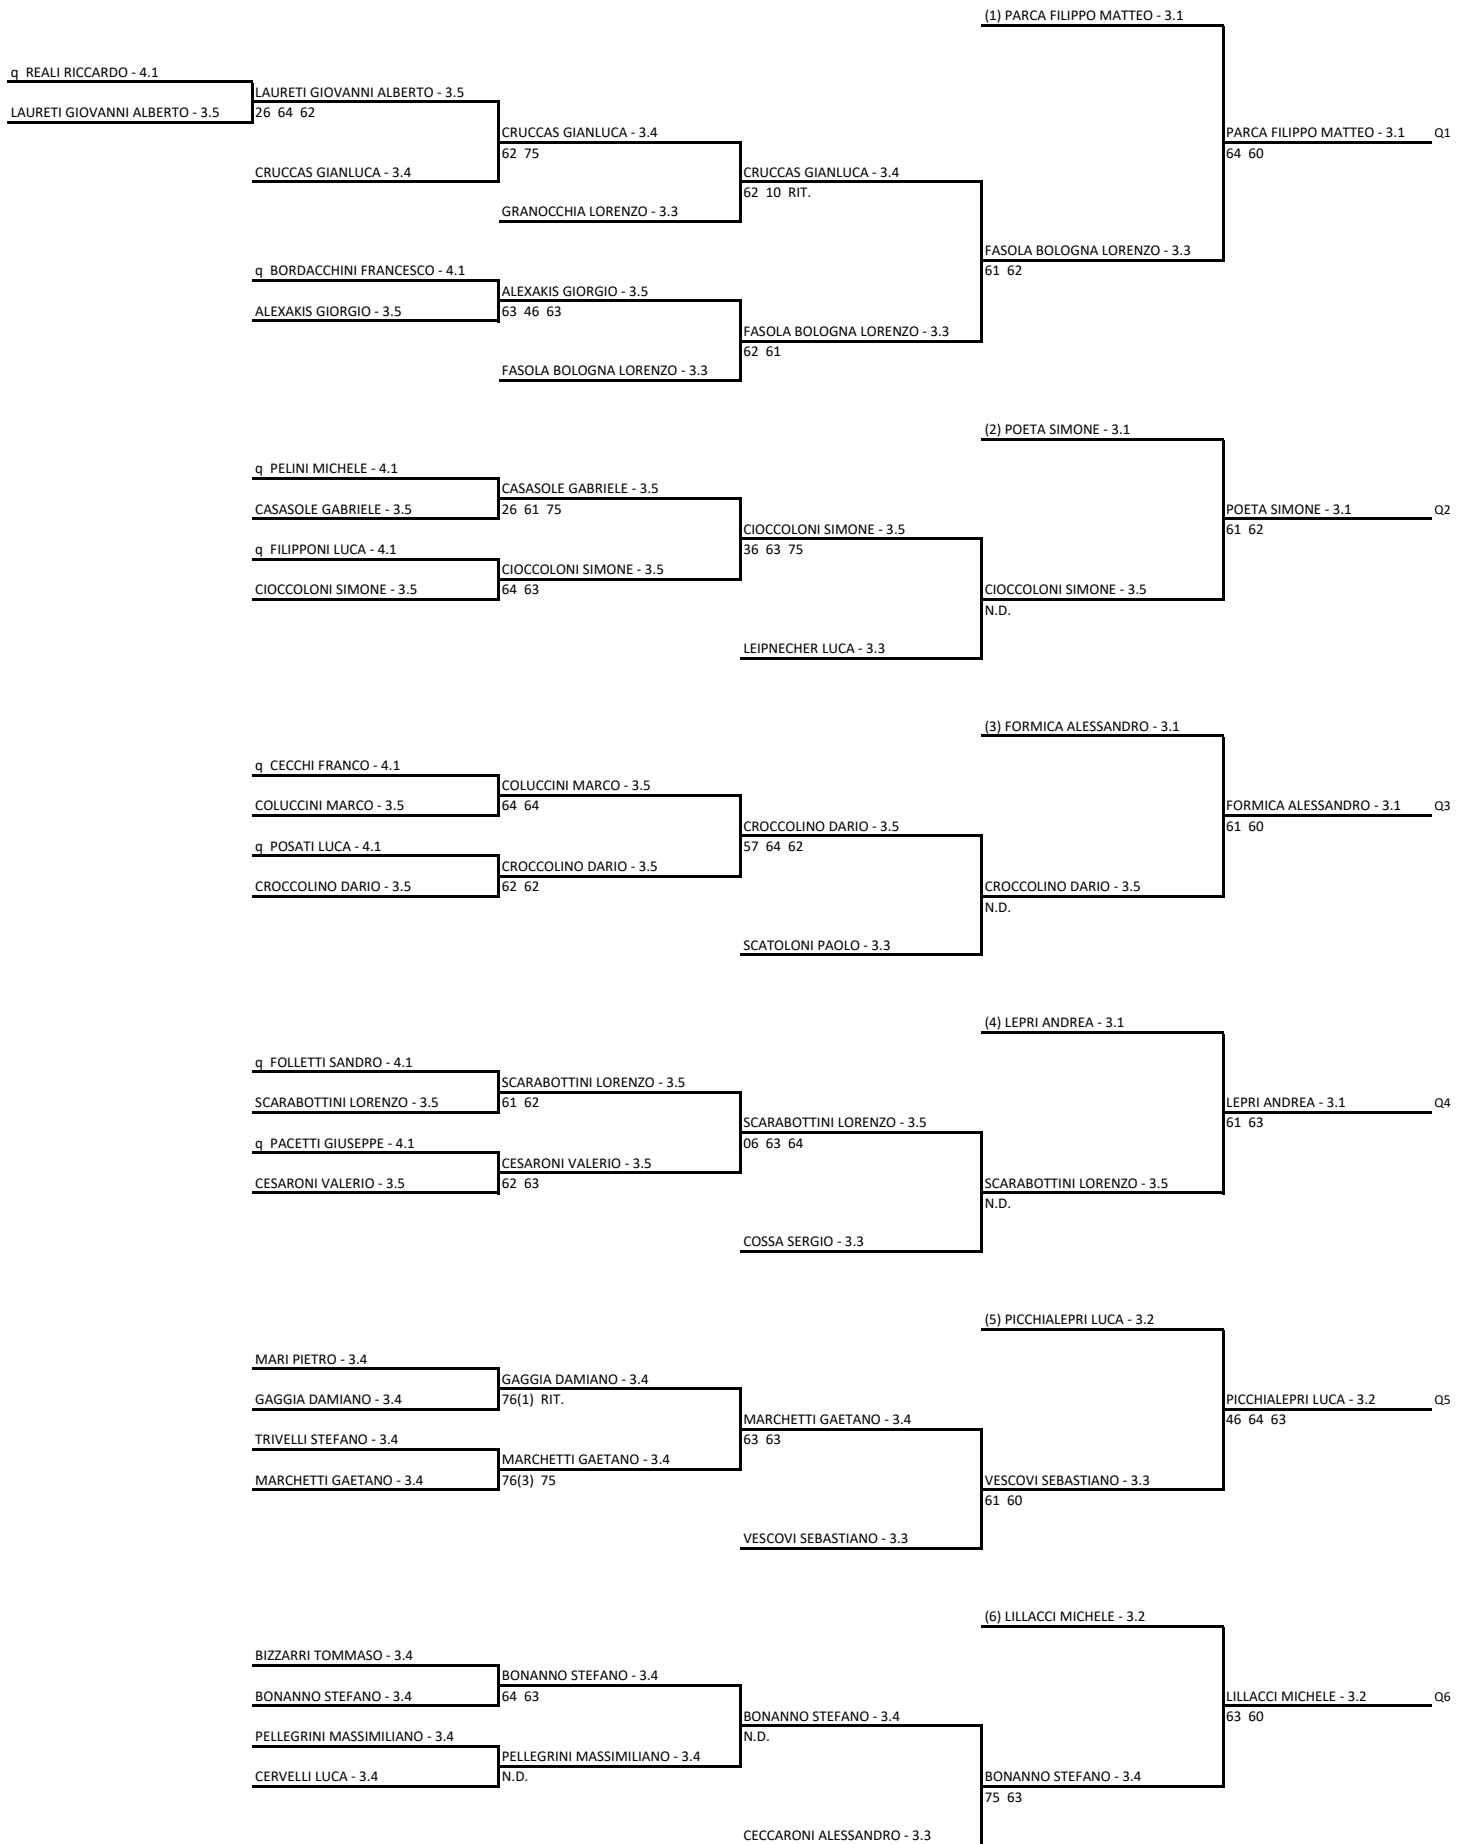 (1) PARCA FILIPPO MATTEO - 3.1
q  REALI RICCARDO - 4.1
LAURETI GIOVANNI ALBERTO - 3.5
LAURETI GIOVANNI ALBERTO - 3.5
26  64  62
CRUCCAS GIANLUCA - 3.4
PARCA FILIPPO MATTEO - 3.1 Q1
62  75
64  60
CRUCCAS GIANLUCA - 3.4
CRUCCAS GIANLUCA - 3.4
62  10  RIT.
GRANOCCHIA LORENZO - 3.3
FASOLA BOLOGNA LORENZO - 3.3
61  62
q  BORDACCHINI FRANCESCO - 4.1
ALEXAKIS GIORGIO - 3.5
ALEXAKIS GIORGIO - 3.5
63  46  63
FASOLA BOLOGNA LORENZO - 3.3
62  61
FASOLA BOLOGNA LORENZO - 3.3
(2) POETA SIMONE - 3.1
q  PELINI MICHELE - 4.1
CASASOLE GABRIELE - 3.5
CASASOLE GABRIELE - 3.5
26  61  75
POETA SIMONE - 3.1 Q2
61  62
CIOCCOLONI SIMONE - 3.5
36  63  75
q  FILIPPONI LUCA - 4.1
CIOCCOLONI SIMONE - 3.5
CIOCCOLONI SIMONE - 3.5
64  63
CIOCCOLONI SIMONE - 3.5
N.D.
LEIPNECHER LUCA - 3.3
(3) FORMICA ALESSANDRO - 3.1
q  CECCHI FRANCO - 4.1
COLUCCINI MARCO - 3.5
COLUCCINI MARCO - 3.5
64  64
FORMICA ALESSANDRO - 3.1 Q3
61  60
CROCCOLINO DARIO - 3.5
57  64  62
q  POSATI LUCA - 4.1
CROCCOLINO DARIO - 3.5
CROCCOLINO DARIO - 3.5
62  62
CROCCOLINO DARIO - 3.5
N.D.
SCATOLONI PAOLO - 3.3
(4) LEPRI ANDREA - 3.1
q  FOLLETTI SANDRO - 4.1
SCARABOTTINI LORENZO - 3.5
SCARABOTTINI LORENZO - 3.5
61  62
LEPRI ANDREA - 3.1 Q4
61  63
SCARABOTTINI LORENZO - 3.5
06  63  64
q  PACETTI GIUSEPPE - 4.1
CESARONI VALERIO - 3.5
CESARONI VALERIO - 3.5
62  63
SCARABOTTINI LORENZO - 3.5
N.D.
COSSA SERGIO - 3.3
(5) PICCHIALEPRI LUCA - 3.2
MARI PIETRO - 3.4
GAGGIA DAMIANO - 3.4
GAGGIA DAMIANO - 3.4
76(1)  RIT.
PICCHIALEPRI LUCA - 3.2 Q5
46  64  63
MARCHETTI GAETANO - 3.4
63  63
TRIVELLI STEFANO - 3.4
MARCHETTI GAETANO - 3.4
MARCHETTI GAETANO - 3.4
76(3)  75
VESCOVI SEBASTIANO - 3.3
61  60
VESCOVI SEBASTIANO - 3.3
(6) LILLACCI MICHELE - 3.2
BIZZARRI TOMMASO - 3.4
BONANNO STEFANO - 3.4
BONANNO STEFANO - 3.4
64  63
LILLACCI MICHELE - 3.2 Q6
63  60
BONANNO STEFANO - 3.4
N.D.
PELLEGRINI MASSIMILIANO - 3.4
PELLEGRINI MASSIMILIANO - 3.4
CERVELLI LUCA - 3.4
N.D.
BONANNO STEFANO - 3.4
75  63
CECCARONI ALESSANDRO - 3.3